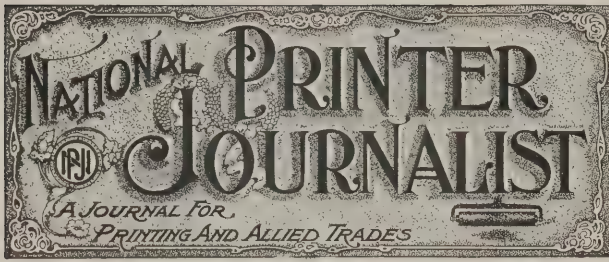 NATIONAL PRINTER
JOURNALIST
NPJ
A JOURNAL FOR
PRINTING AND ALLIED TRADES